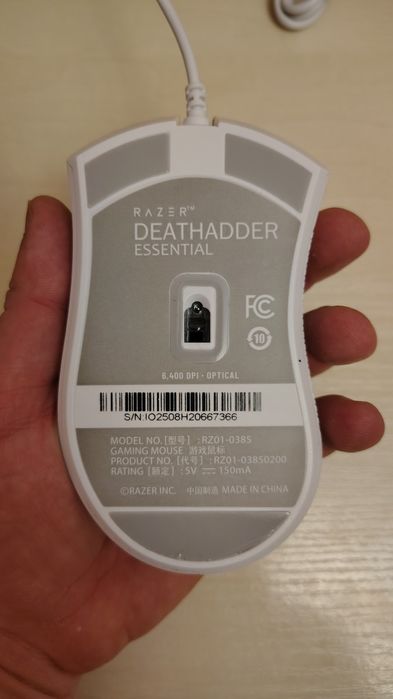 RAZER™
DEATHADDER
ESSENTIAL
FC
10
6,400 DPI - OPTICAL
S/N:IO2508H20667366
MODEL NO.[型号] : RZ01-0385
GAMING MOUSE 游戏鼠标
PRODUCT NO. [代号] : RZ01-03850200
RATING [额定] : 5V ⎓ 150mA
©RAZER INC. 中国制造 MADE IN CHINA